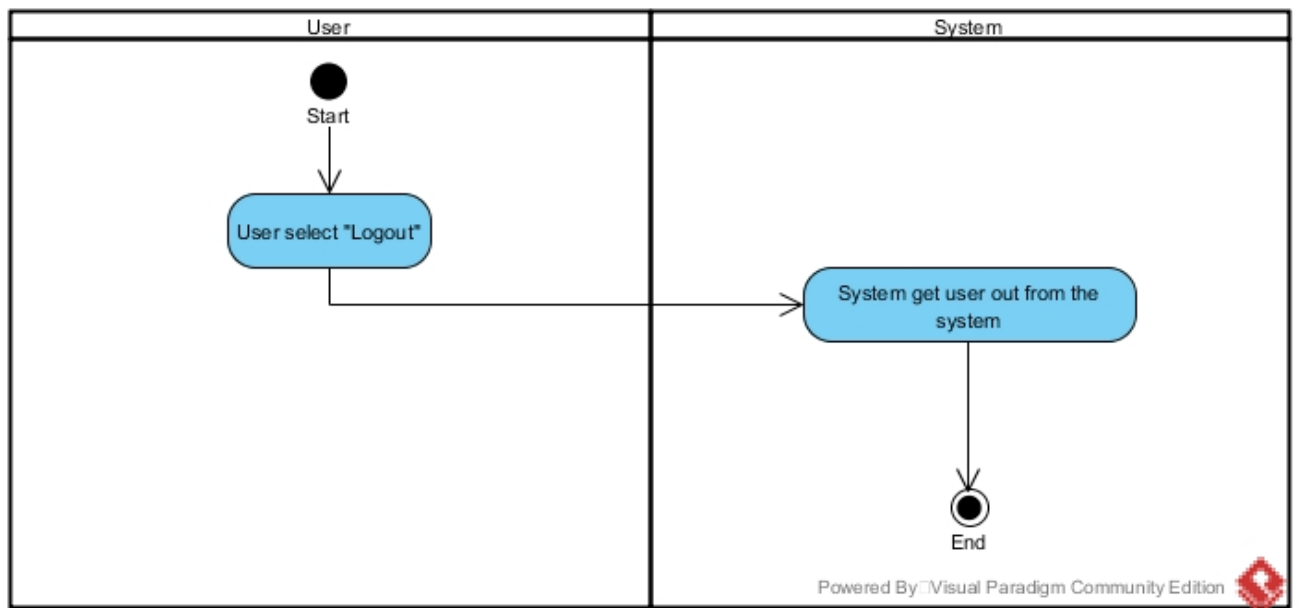 User
System
Start
User select "Logout"
System get user out from the
system
End
Powered By Visual Paradigm Community Edition